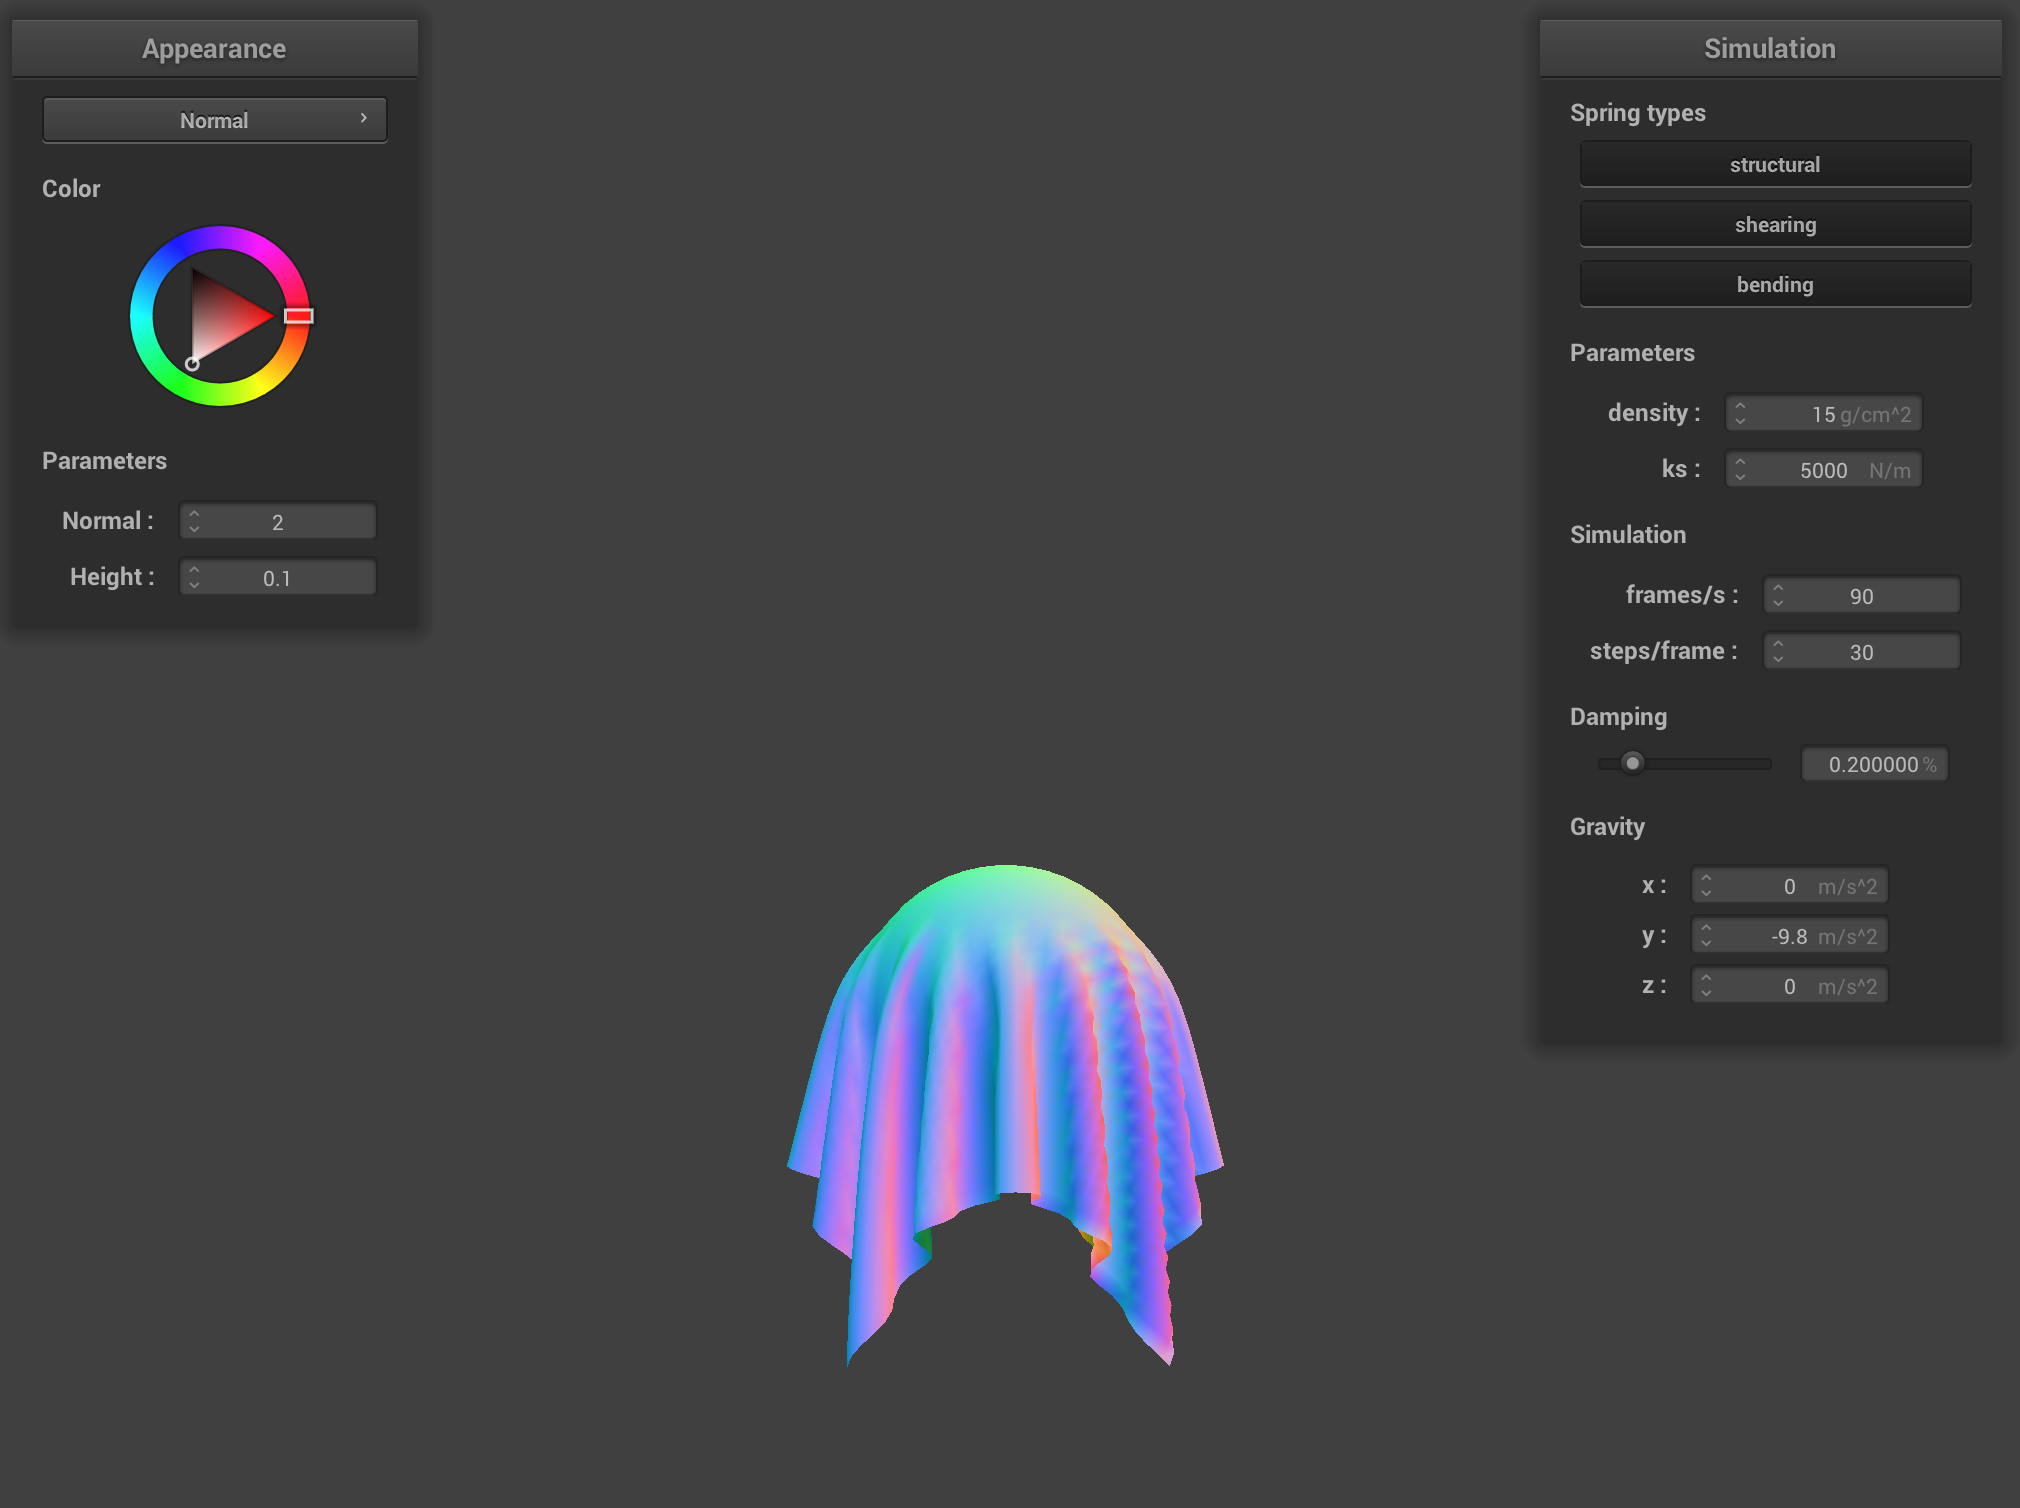 Appearance
Normal
Color
Parameters
Normal : 2
Height : 0.1
Simulation
Spring types
structural
shearing
bending
Parameters
density : 15 g/cm^2
ks : 5000 N/m
Simulation
frames/s : 90
steps/frame : 30
Damping
0.200000 %
Gravity
x : 0 m/s^2
y : -9.8 m/s^2
z : 0 m/s^2